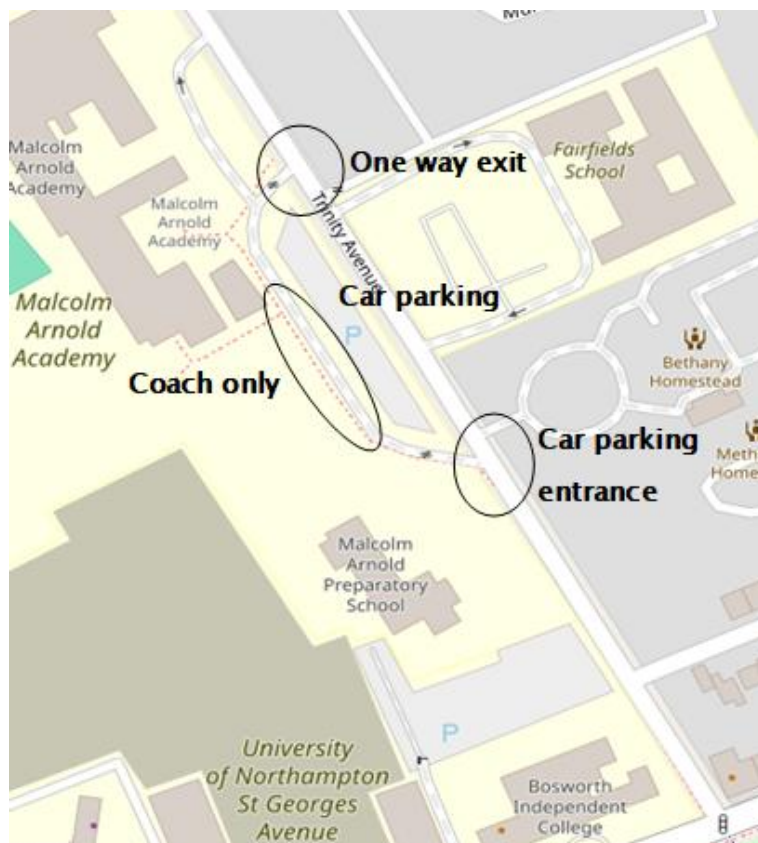 One way exit
Malcolm
Arnold
Academy
Fairfields
School
Malcolm
Arnold
Academy
Trinity Avenue
Car parking
P
Malcolm
Arnold
Academy
Bethany
Homestead
Coach only
Car parking
entrance
Malcolm
Arnold
Preparatory
School
P
University
of Northampton
St Georges
Avenue
Bosworth
Independent
College